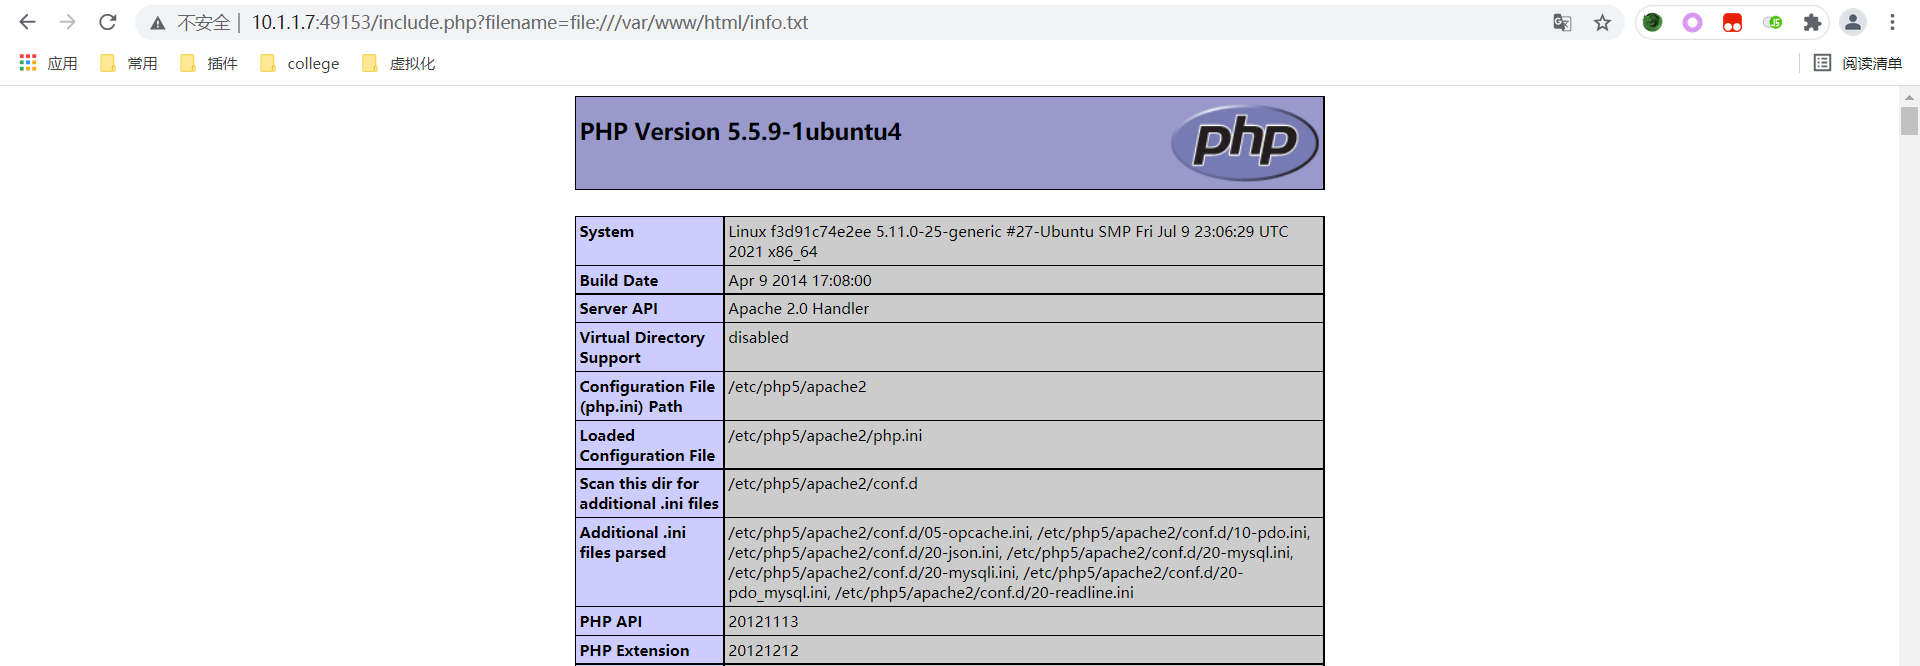 不安全 | 10.1.1.7:49153/include.php?filename=file:///var/www/html/info.txt
应用 常用 插件 college 虚拟化 阅读清单
PHP Version 5.5.9-1ubuntu4
php
System
Linux f3d91c74e2ee 5.11.0-25-generic #27-Ubuntu SMP Fri Jul 9 23:06:29 UTC
2021 x86_64
Build Date
Apr 9 2014 17:08:00
Server API
Apache 2.0 Handler
Virtual Directory
Support
disabled
Configuration File
(php.ini) Path
/etc/php5/apache2
Loaded
Configuration File
/etc/php5/apache2/php.ini
Scan this dir for
additional .ini files
/etc/php5/apache2/conf.d
Additional .ini
files parsed
/etc/php5/apache2/conf.d/05-opcache.ini, /etc/php5/apache2/conf.d/10-pdo.ini,
/etc/php5/apache2/conf.d/20-json.ini, /etc/php5/apache2/conf.d/20-mysql.ini,
/etc/php5/apache2/conf.d/20-mysqli.ini, /etc/php5/apache2/conf.d/20-
pdo_mysql.ini, /etc/php5/apache2/conf.d/20-readline.ini
PHP API
20121113
PHP Extension
20121212